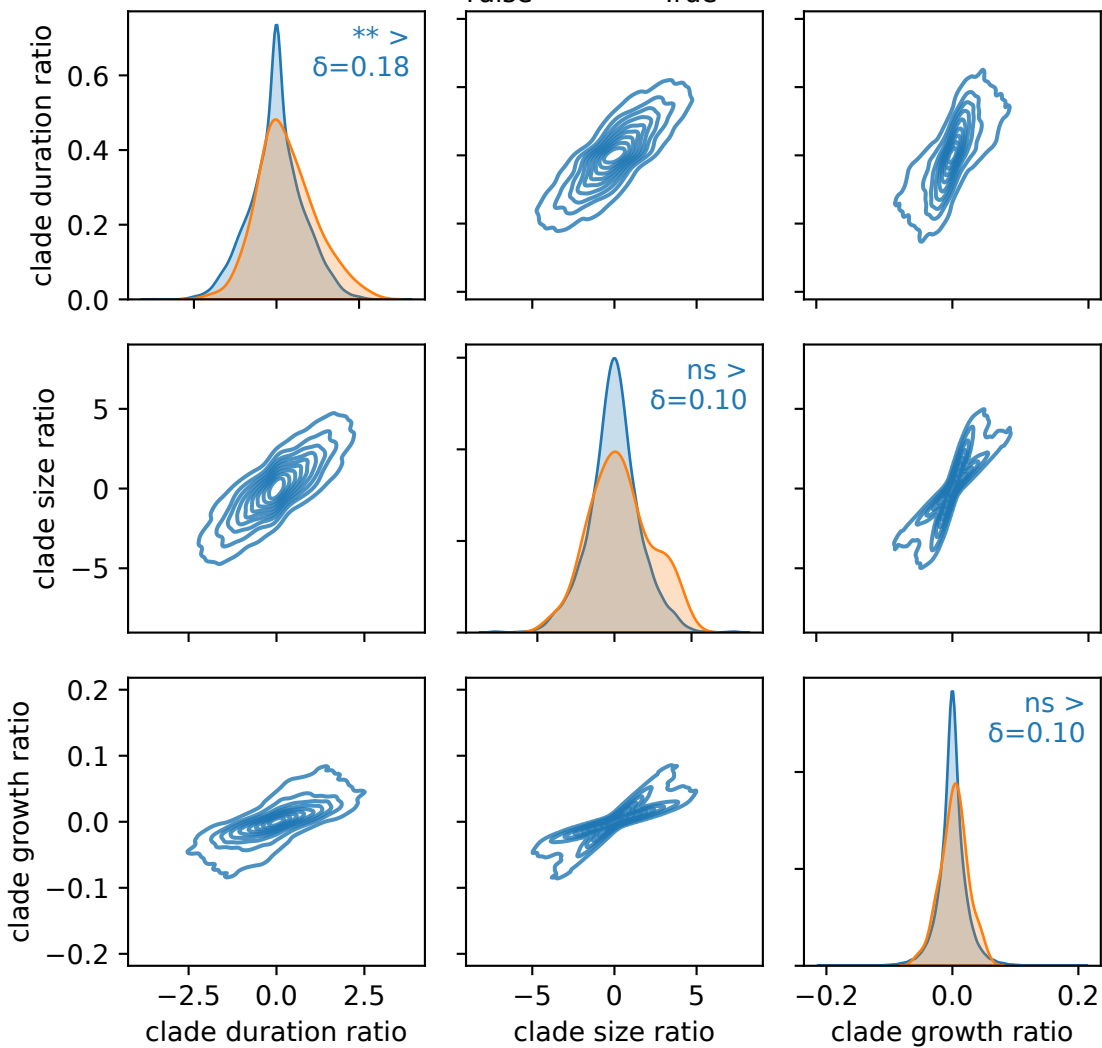 clade duration ratio
0.6
0.4
0.2
0.0
** >
δ=0.18
clade size ratio
5
0
−5
ns >
δ=0.10
clade growth ratio
0.2
0.1
0.0
−0.1
−0.2
ns >
δ=0.10
−2.5 0.0 2.5
clade duration ratio
−5 0 5
clade size ratio
−0.2 0.0 0.2
clade growth ratio